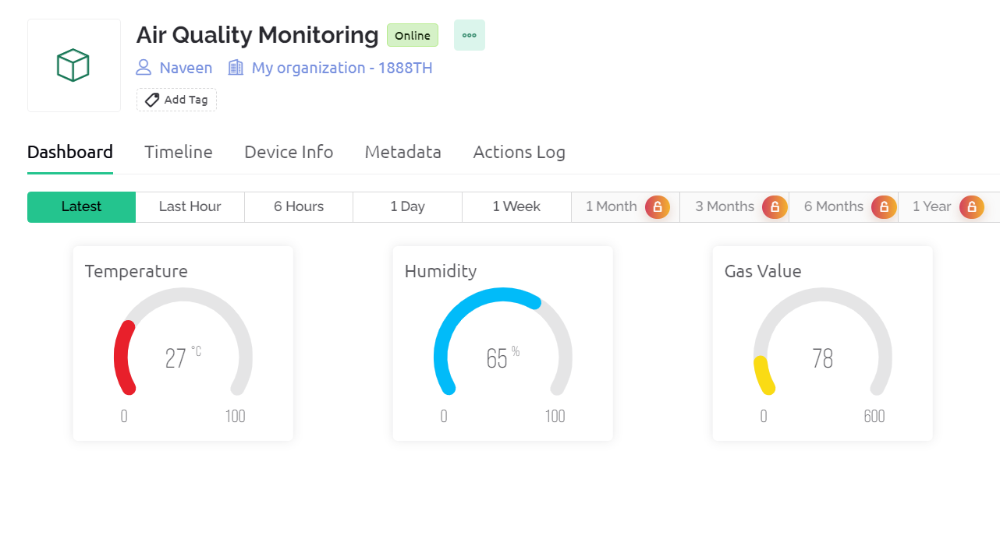 Air Quality Monitoring Online
Naveen My organization - 1888TH
Add Tag
Dashboard Timeline Device Info Metadata Actions Log
Latest Last Hour 6 Hours 1 Day 1 Week 1 Month 3 Months 6 Months 1 Year
Temperature
27 °C
0 100
Humidity
65 %
0 100
Gas Value
78
0 600